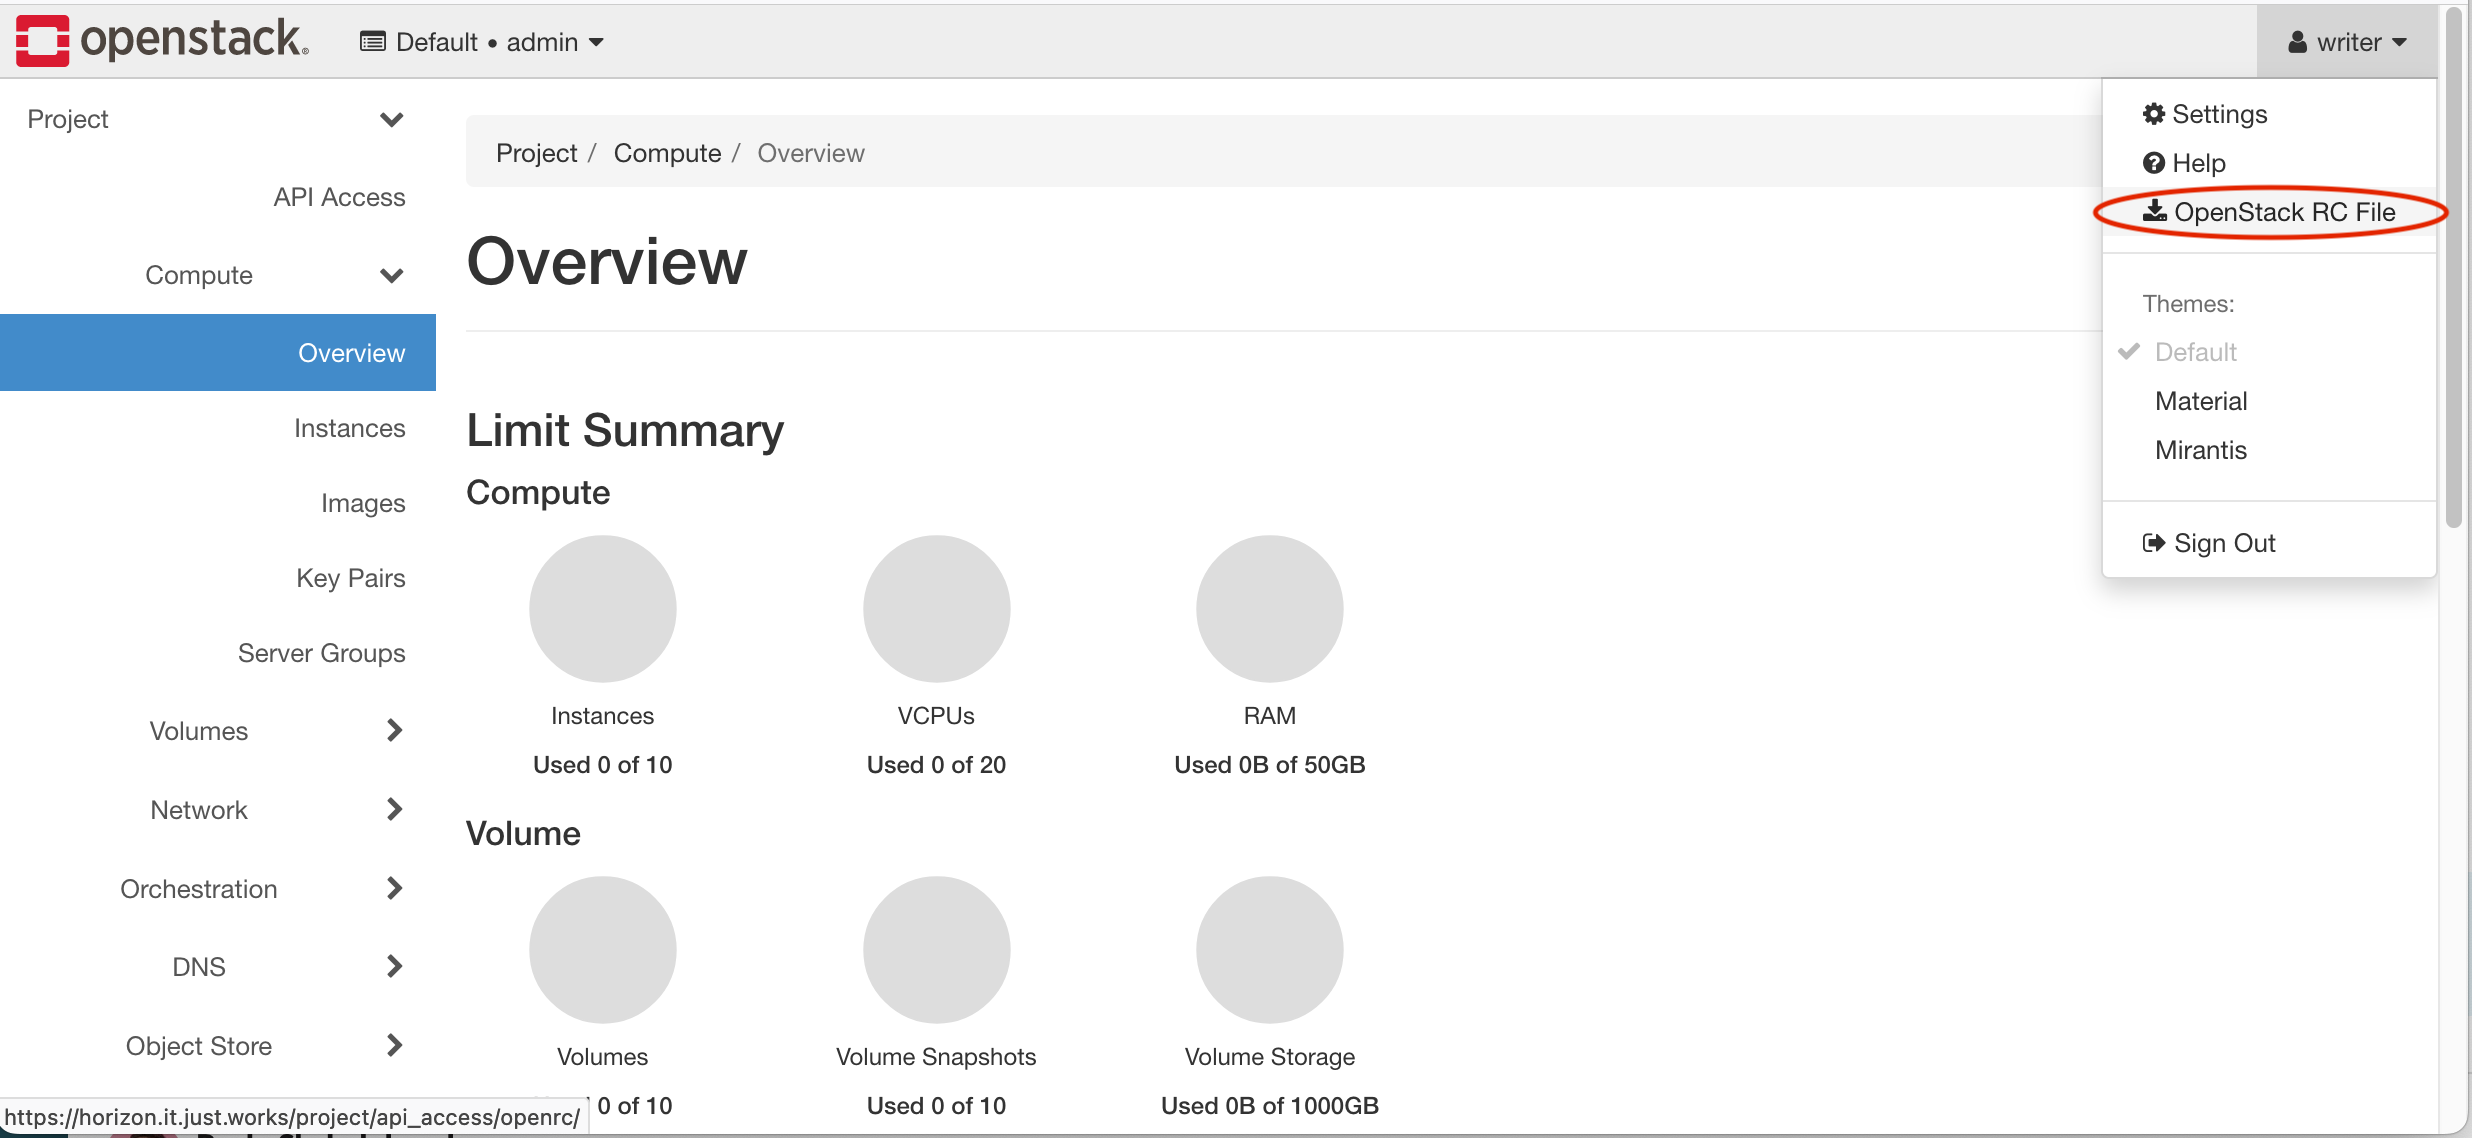 openstack.
Default • admin
writer
Project
API Access
Compute
Overview
Instances
Images
Key Pairs
Server Groups
Volumes
Network
Orchestration
DNS
Object Store
Project / Compute / Overview
Overview
Limit Summary
Compute
Instances
Used 0 of 10
VCPUs
Used 0 of 20
RAM
Used 0B of 50GB
Volume
Volumes
0 of 10
Volume Snapshots
Used 0 of 10
Volume Storage
Used 0B of 1000GB
Settings
Help
OpenStack RC File
Themes:
Default
Material
Mirantis
Sign Out
https://horizon.it.just.works/project/api_access/openrc/